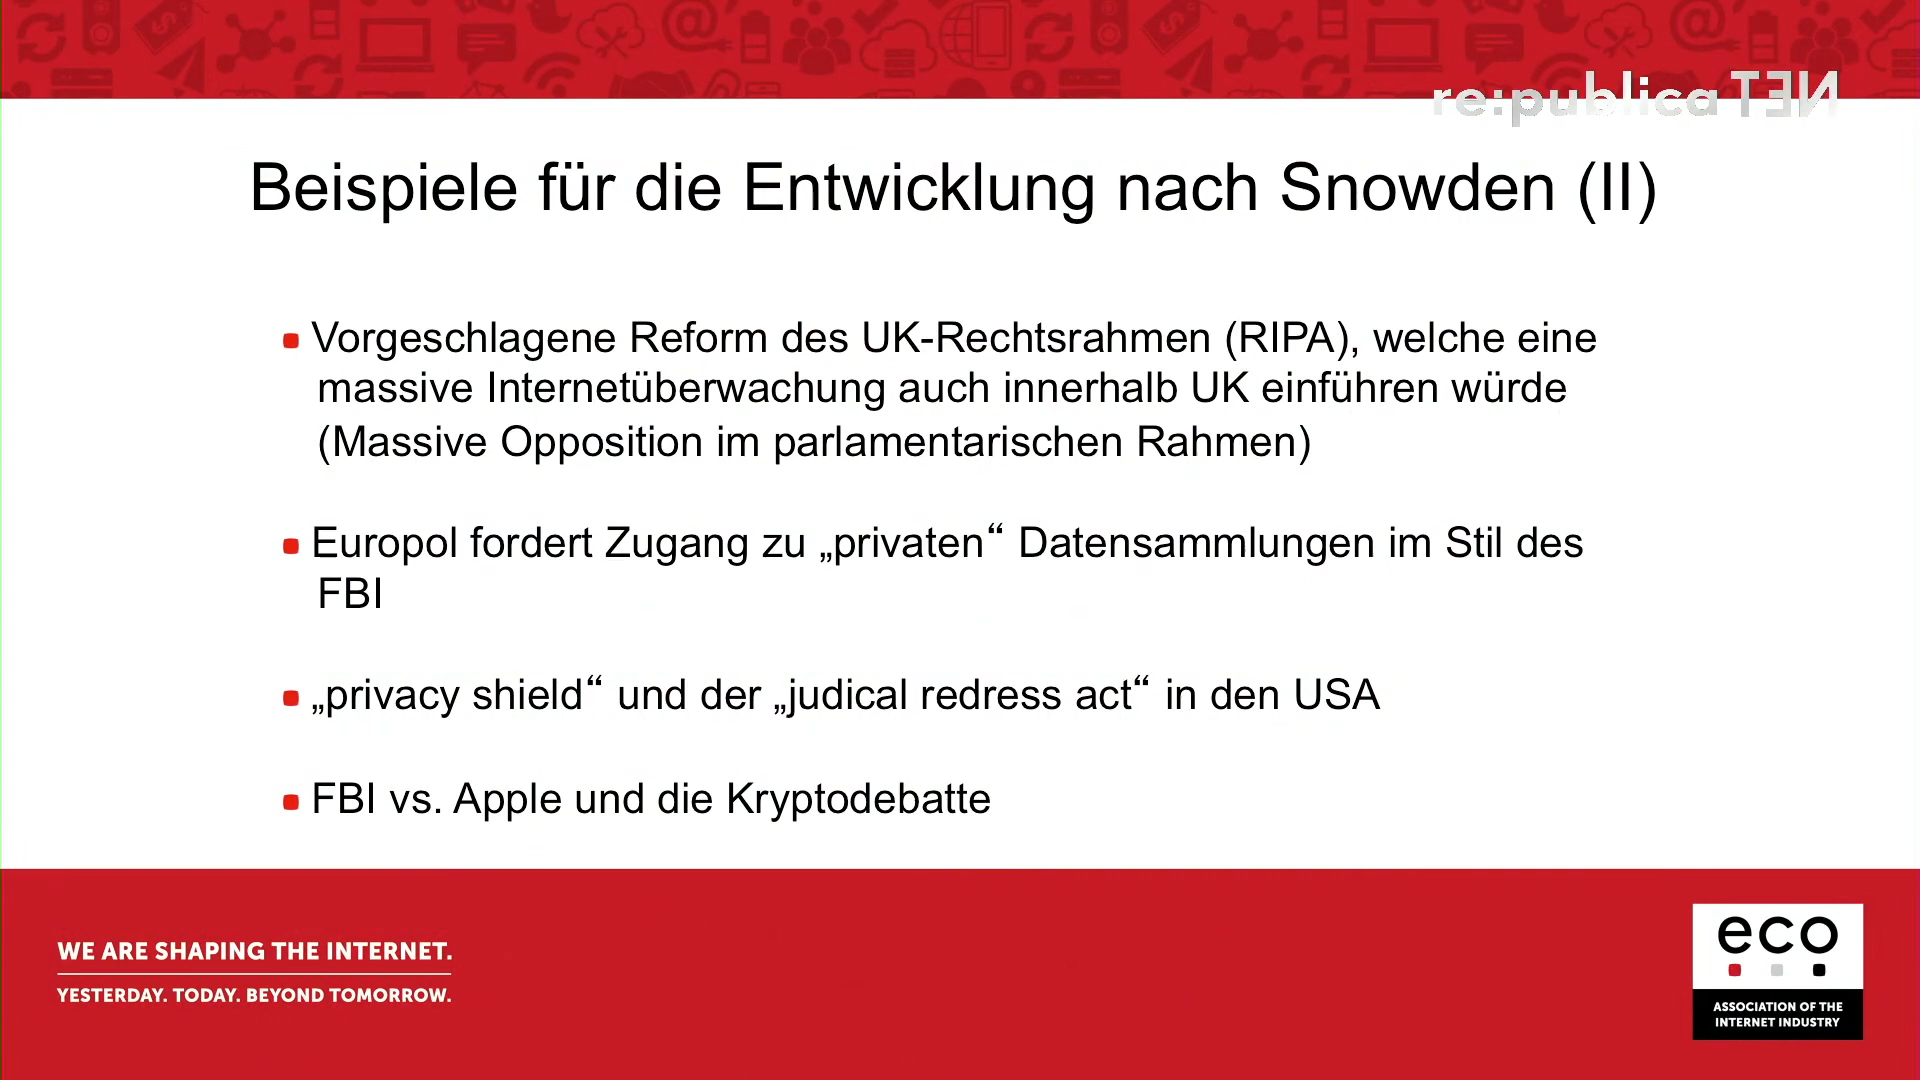 re:publica TEN
Beispiele für die Entwicklung nach Snowden (II)
Vorgeschlagene Reform des UK-Rechtsrahmen (RIPA), welche eine
massive Internetüberwachung auch innerhalb UK einführen würde
(Massive Opposition im parlamentarischen Rahmen)
Europol fordert Zugang zu „privaten“ Datensammlungen im Stil des
FBI
„privacy shield“ und der „judical redress act“ in den USA
FBI vs. Apple und die Kryptodebatte
WE ARE SHAPING THE INTERNET.
YESTERDAY. TODAY. BEYOND TOMORROW.
eco
ASSOCIATION OF THE
INTERNET INDUSTRY